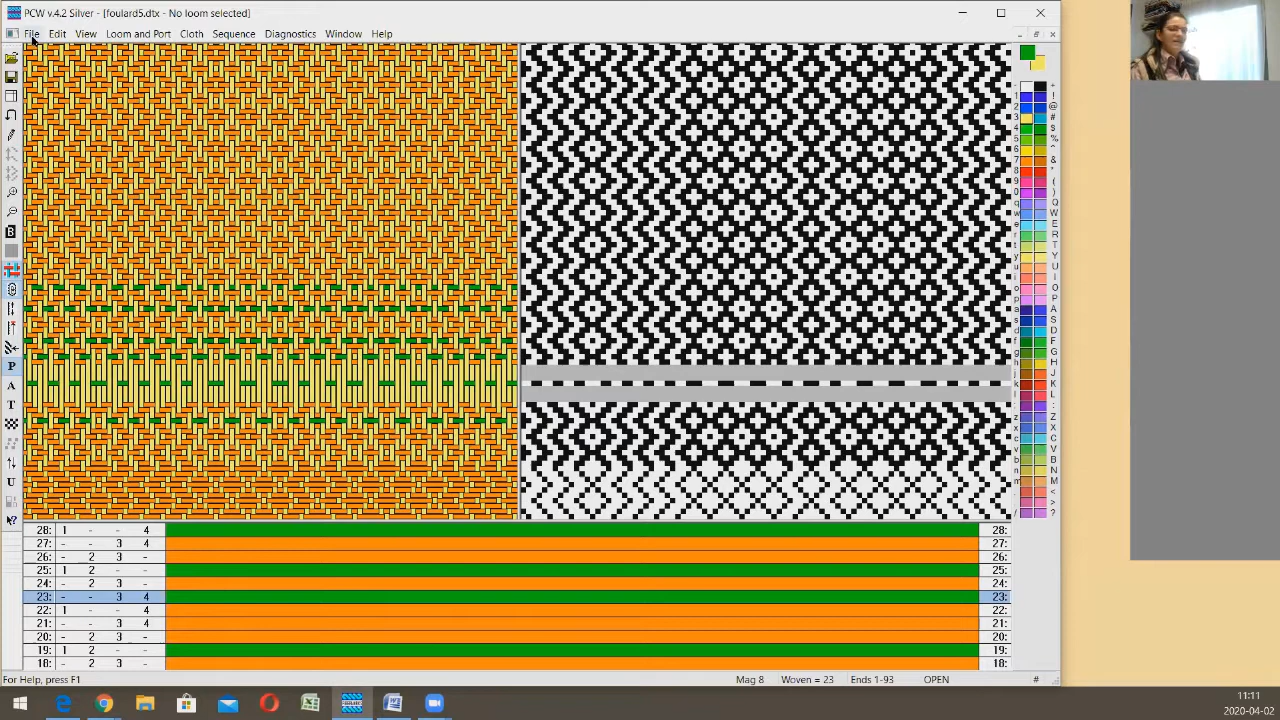 PCW v.4.2 Silver - [foulard5.dtx - No loom selected]
File Edit View Loom and Port Cloth Sequence Diagnostics Window Help
28: 1 - - 4 28:
27: - - 3 4 27:
26: - 2 3 - 26:
25: 1 2 - - 25:
24: - 2 3 - 24:
23: - - 3 4 23:
22: 1 - - 4 22:
21: - - 3 4 21:
20: - 2 3 - 20:
19: 1 2 - - 19:
18: - 2 3 18:
For Help, press F1 Mag 8 Woven = 23 Ends 1-93 OPEN #
11:11
2020-04-02